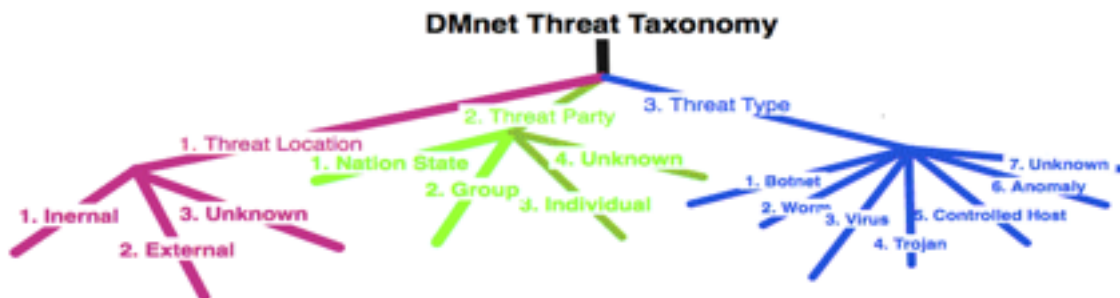 DMnet Threat Taxonomy
1. Threat Location
1. Inernal
2. External
3. Unknown
2. Threat Party
1. Nation State
2. Group
3. Individual
4. Unknown
3. Threat Type
1. Botnet
2. Worm
3. Virus
4. Trojan
5. Controlled Host
6. Anomaly
7. Unknown